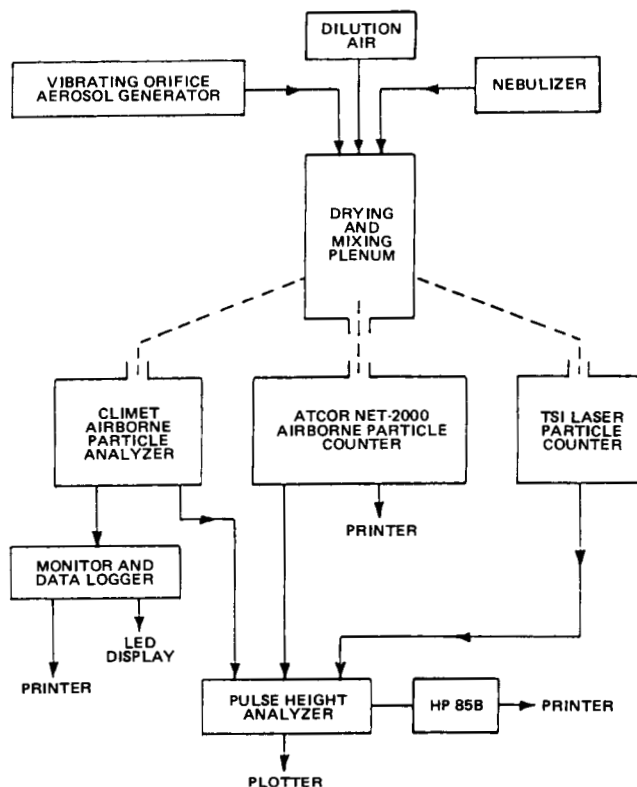 DILUTION
AIR
VIBRATING ORIFICE
AEROSOL GENERATOR
NEBULIZER
DRYING
AND
MIXING
PLENUM
CLIMET
AIRBORNE
PARTICLE
ANALYZER
ATCOR NET-2000
AIRBORNE PARTICLE
COUNTER
TSI LASER
PARTICLE
COUNTER
PRINTER
MONITOR AND
DATA LOGGER
LED
DISPLAY
PRINTER
PULSE HEIGHT
ANALYZER
HP 85B
PRINTER
PLOTTER